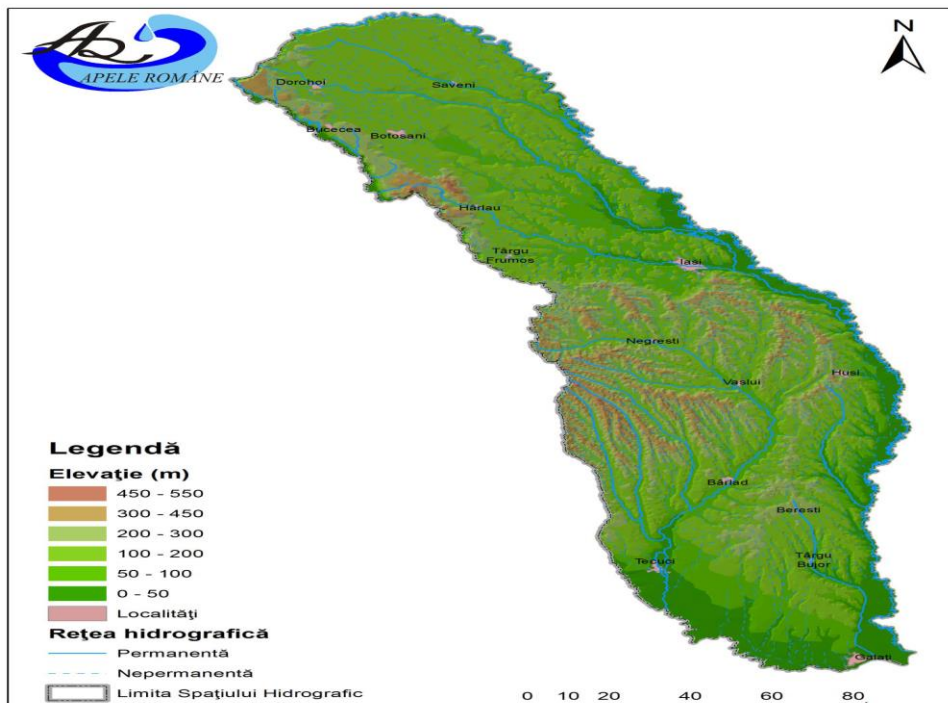 APELE ROMÂNE
N
Dorohoi
Saveni
Bucecea
Botosani
Hârlau
Târgu
Frumos
Iasi
Negresti
Vaslui
Husi
Bârlad
Beresti
Târgu
Bujor
Tecuci
Galați
Legendă
Elevaţie (m)
450 - 550
300 - 450
200 - 300
100 - 200
50 - 100
0 - 50
Localităţi
Reţea hidrografică
Permanentă
Nepermanentă
Limita Spaţiului Hidrografic
0 10 20 40 60 80